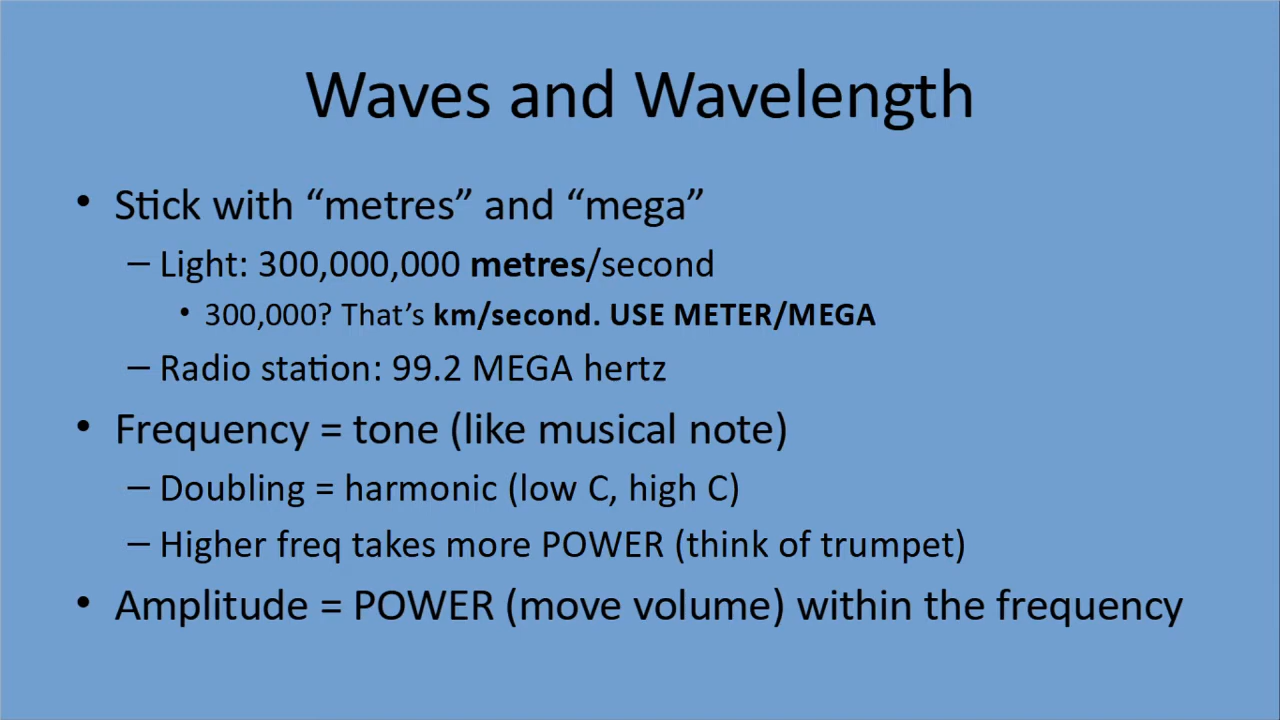 Waves and Wavelength
• Stick with “metres” and “mega”
– Light: 300,000,000 metres/second
• 300,000? That’s km/second. USE METER/MEGA
– Radio station: 99.2 MEGA hertz
• Frequency = tone (like musical note)
– Doubling = harmonic (low C, high C)
– Higher freq takes more POWER (think of trumpet)
• Amplitude = POWER (move volume) within the frequency